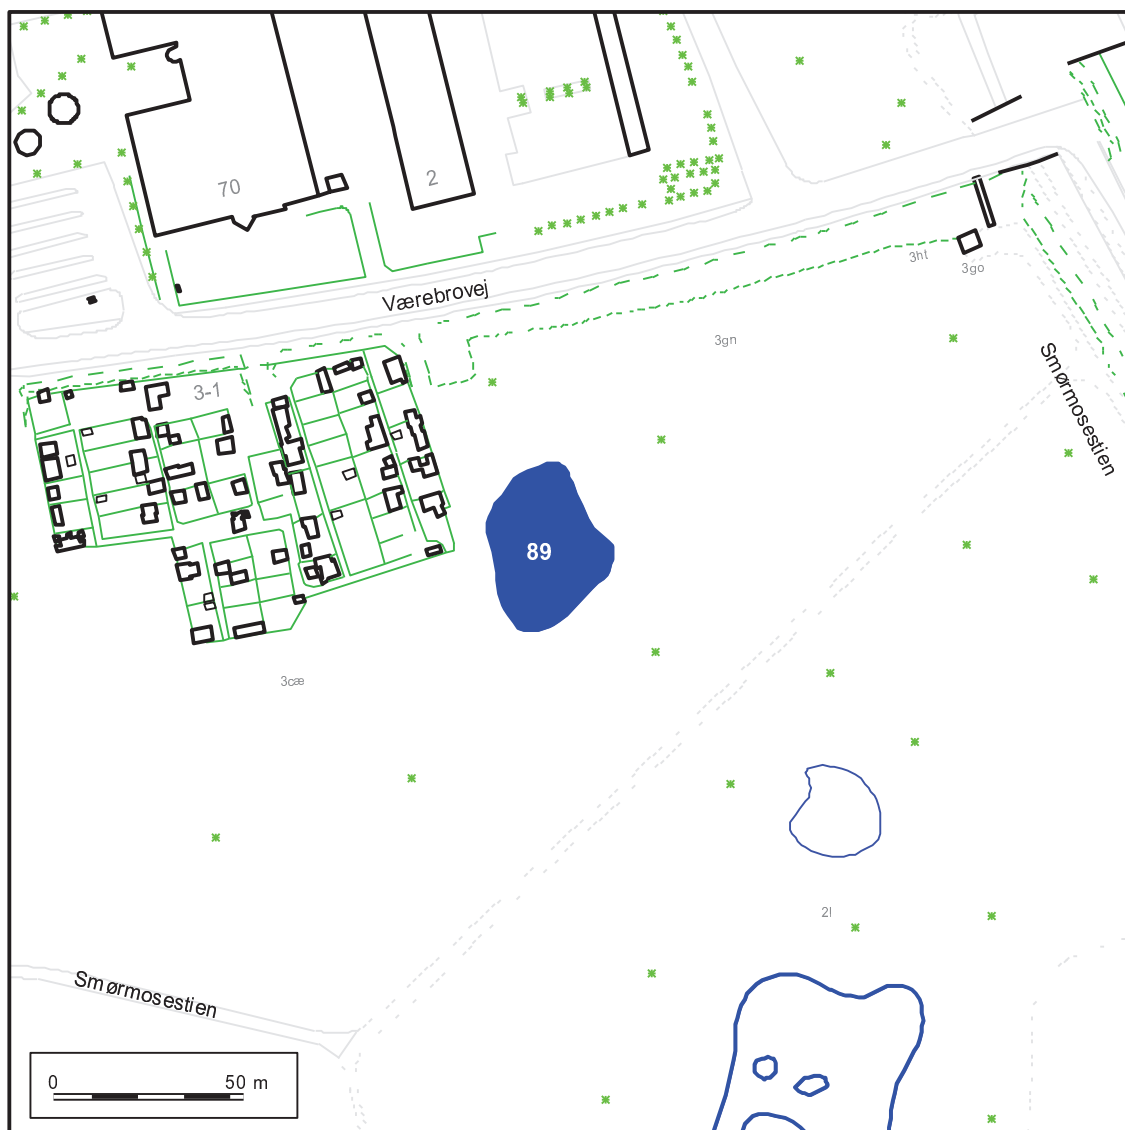 70
2
Værebrovej
3ht
3go
3gn
Smørmosestien
3-1
89
3cæ
2l
Smørmosestien
0 50 m